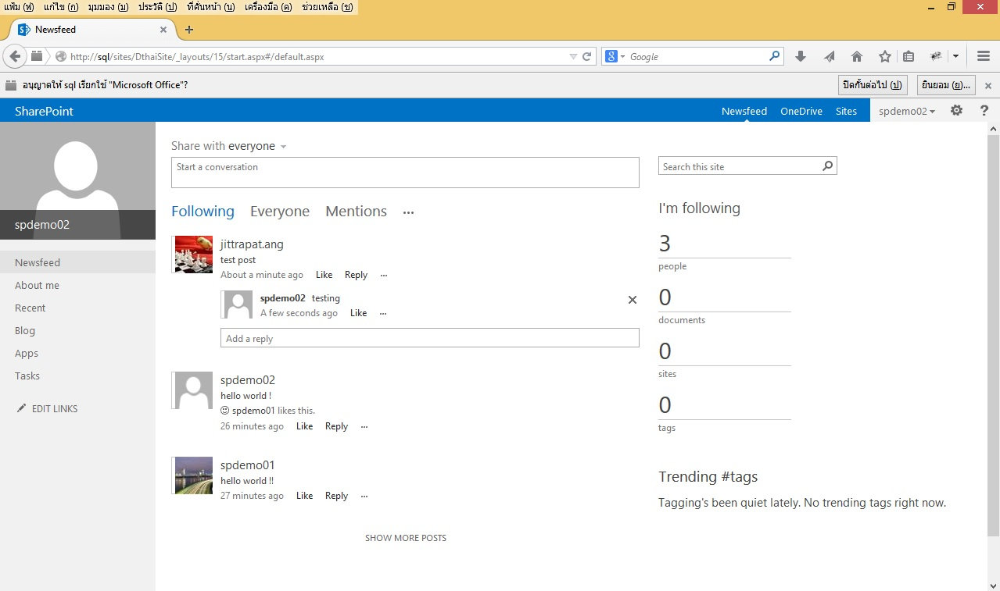 แฟ้ม (ฟ) แก้ไข (ก) มุมมอง (ม) ประวัติ (ป) ที่คั่นหน้า (น) เครื่องมือ (ค) ช่วยเหลือ (ช)
Newsfeed
http://sql/sites/DthaiSite/_layouts/15/start.aspx#/default.aspx
Google
อนุญาตให้ sql เรียกใช้ "Microsoft Office"?
ปิดกั้นต่อไป (ป)
ยินยอม (ย)...
SharePoint
Newsfeed OneDrive Sites spdemo02
spdemo02
Newsfeed
About me
Recent
Blog
Apps
Tasks
EDIT LINKS
Share with everyone
Start a conversation
Following Everyone Mentions ...
jittrapat.ang
test post
About a minute ago Like Reply ...
spdemo02 testing
A few seconds ago Like ...
Add a reply
spdemo02
hello world !
spdemo01 likes this.
26 minutes ago Like Reply ...
spdemo01
hello world !!
27 minutes ago Like Reply ...
SHOW MORE POSTS
Search this site
I'm following
3
people
0
documents
0
sites
0
tags
Trending #tags
Tagging's been quiet lately. No trending tags right now.